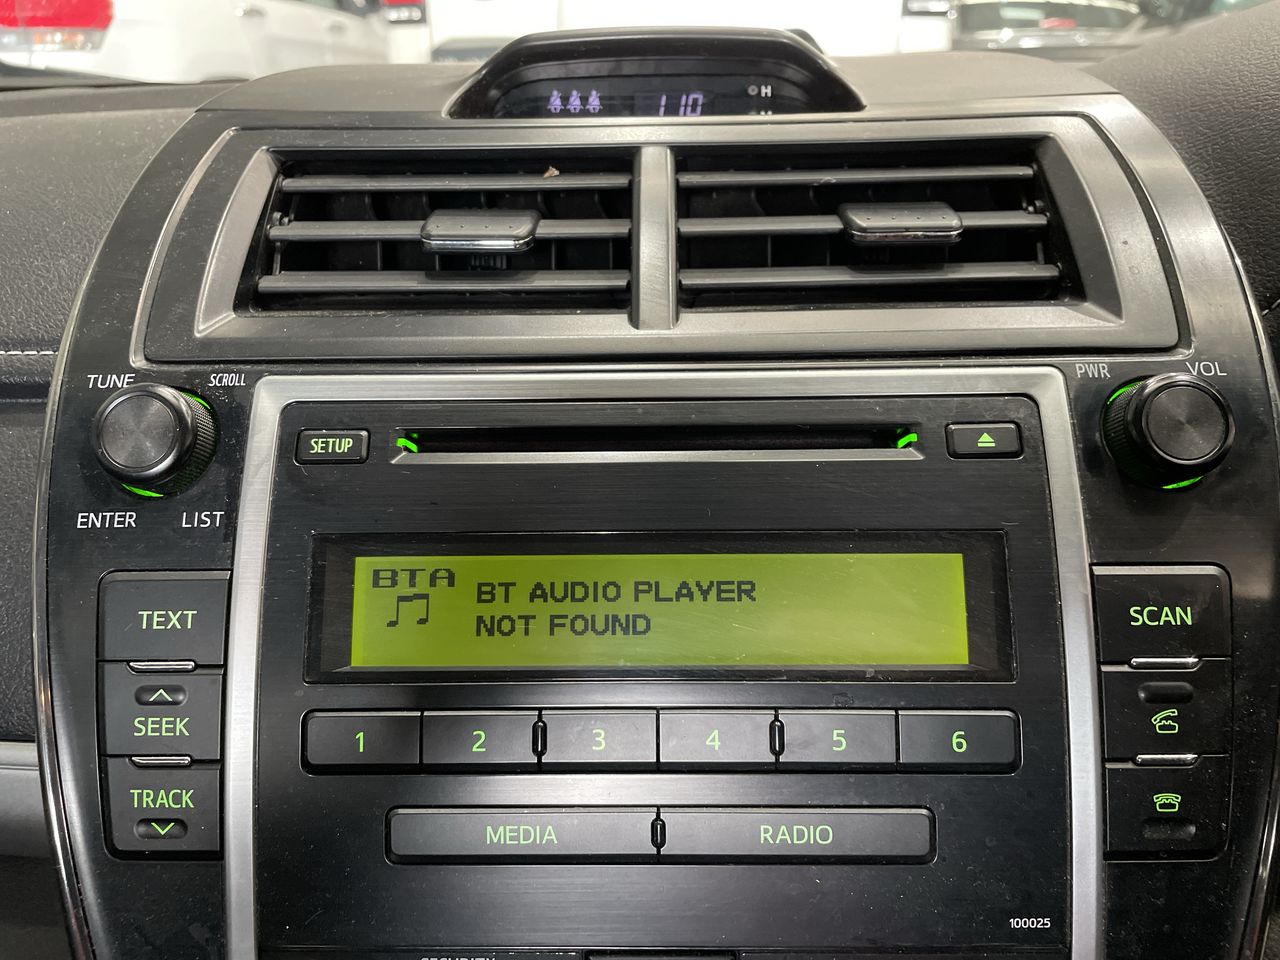 1:10
H
TUNE
SCROLL
PWR
VOL
SETUP
ENTER
LIST
BTA
BT AUDIO PLAYER
NOT FOUND
TEXT
SCAN
SEEK
TRACK
1
2
3
4
5
6
MEDIA
RADIO
100025
SECURITY